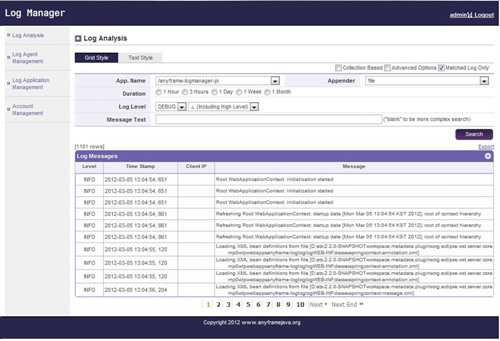 Log Manager
admin님 Logout
Log Analysis
Log Agent
Management
Log Application
Management
Account
Management
Log Analysis
Grid Style Text Style
Collection Based Advanced Options Matched Log Only
App. Name /anyframe-logmanager-pi Appender file
Duration 1 Hour 3 Hours 1 Day 1 Week 1 Month
Log Level DEBUG △ (Including High Level)
Message Text ("blank" to be more complex search)
Search
[1101 rows] Export
Log Messages
Level Time Stamp Client IP Message
INFO 2012-03-05 13:04:54, 651 Root WebApplicationContext: initialization started
INFO 2012-03-05 13:04:54, 651 Root WebApplicationContext: initialization started
INFO 2012-03-05 13:04:54, 651 Root WebApplicationContext: initialization started
INFO 2012-03-05 13:04:54, 861 Refreshing Root WebApplicationContext: startup date [Mon Mar 05 13:04:54 KST 2012]; root of context hierarchy
INFO 2012-03-05 13:04:54, 861 Refreshing Root WebApplicationContext: startup date [Mon Mar 05 13:04:54 KST 2012]; root of context hierarchy
INFO 2012-03-05 13:04:54, 861 Refreshing Root WebApplicationContext: startup date [Mon Mar 05 13:04:54 KST 2012]; root of context hierarchy
INFO 2012-03-05 13:04:55, 120 Loading XML bean definitions from file
INFO 2012-03-05 13:04:55, 120 Loading XML bean definitions from file
INFO 2012-03-05 13:04:55, 120 Loading XML bean definitions from file
INFO 2012-03-05 13:04:56, 204 Loading XML bean definitions from file
1 2 3 4 5 6 7 8 9 10 Next Next End
Copyright 2012 www.anyframejava.org